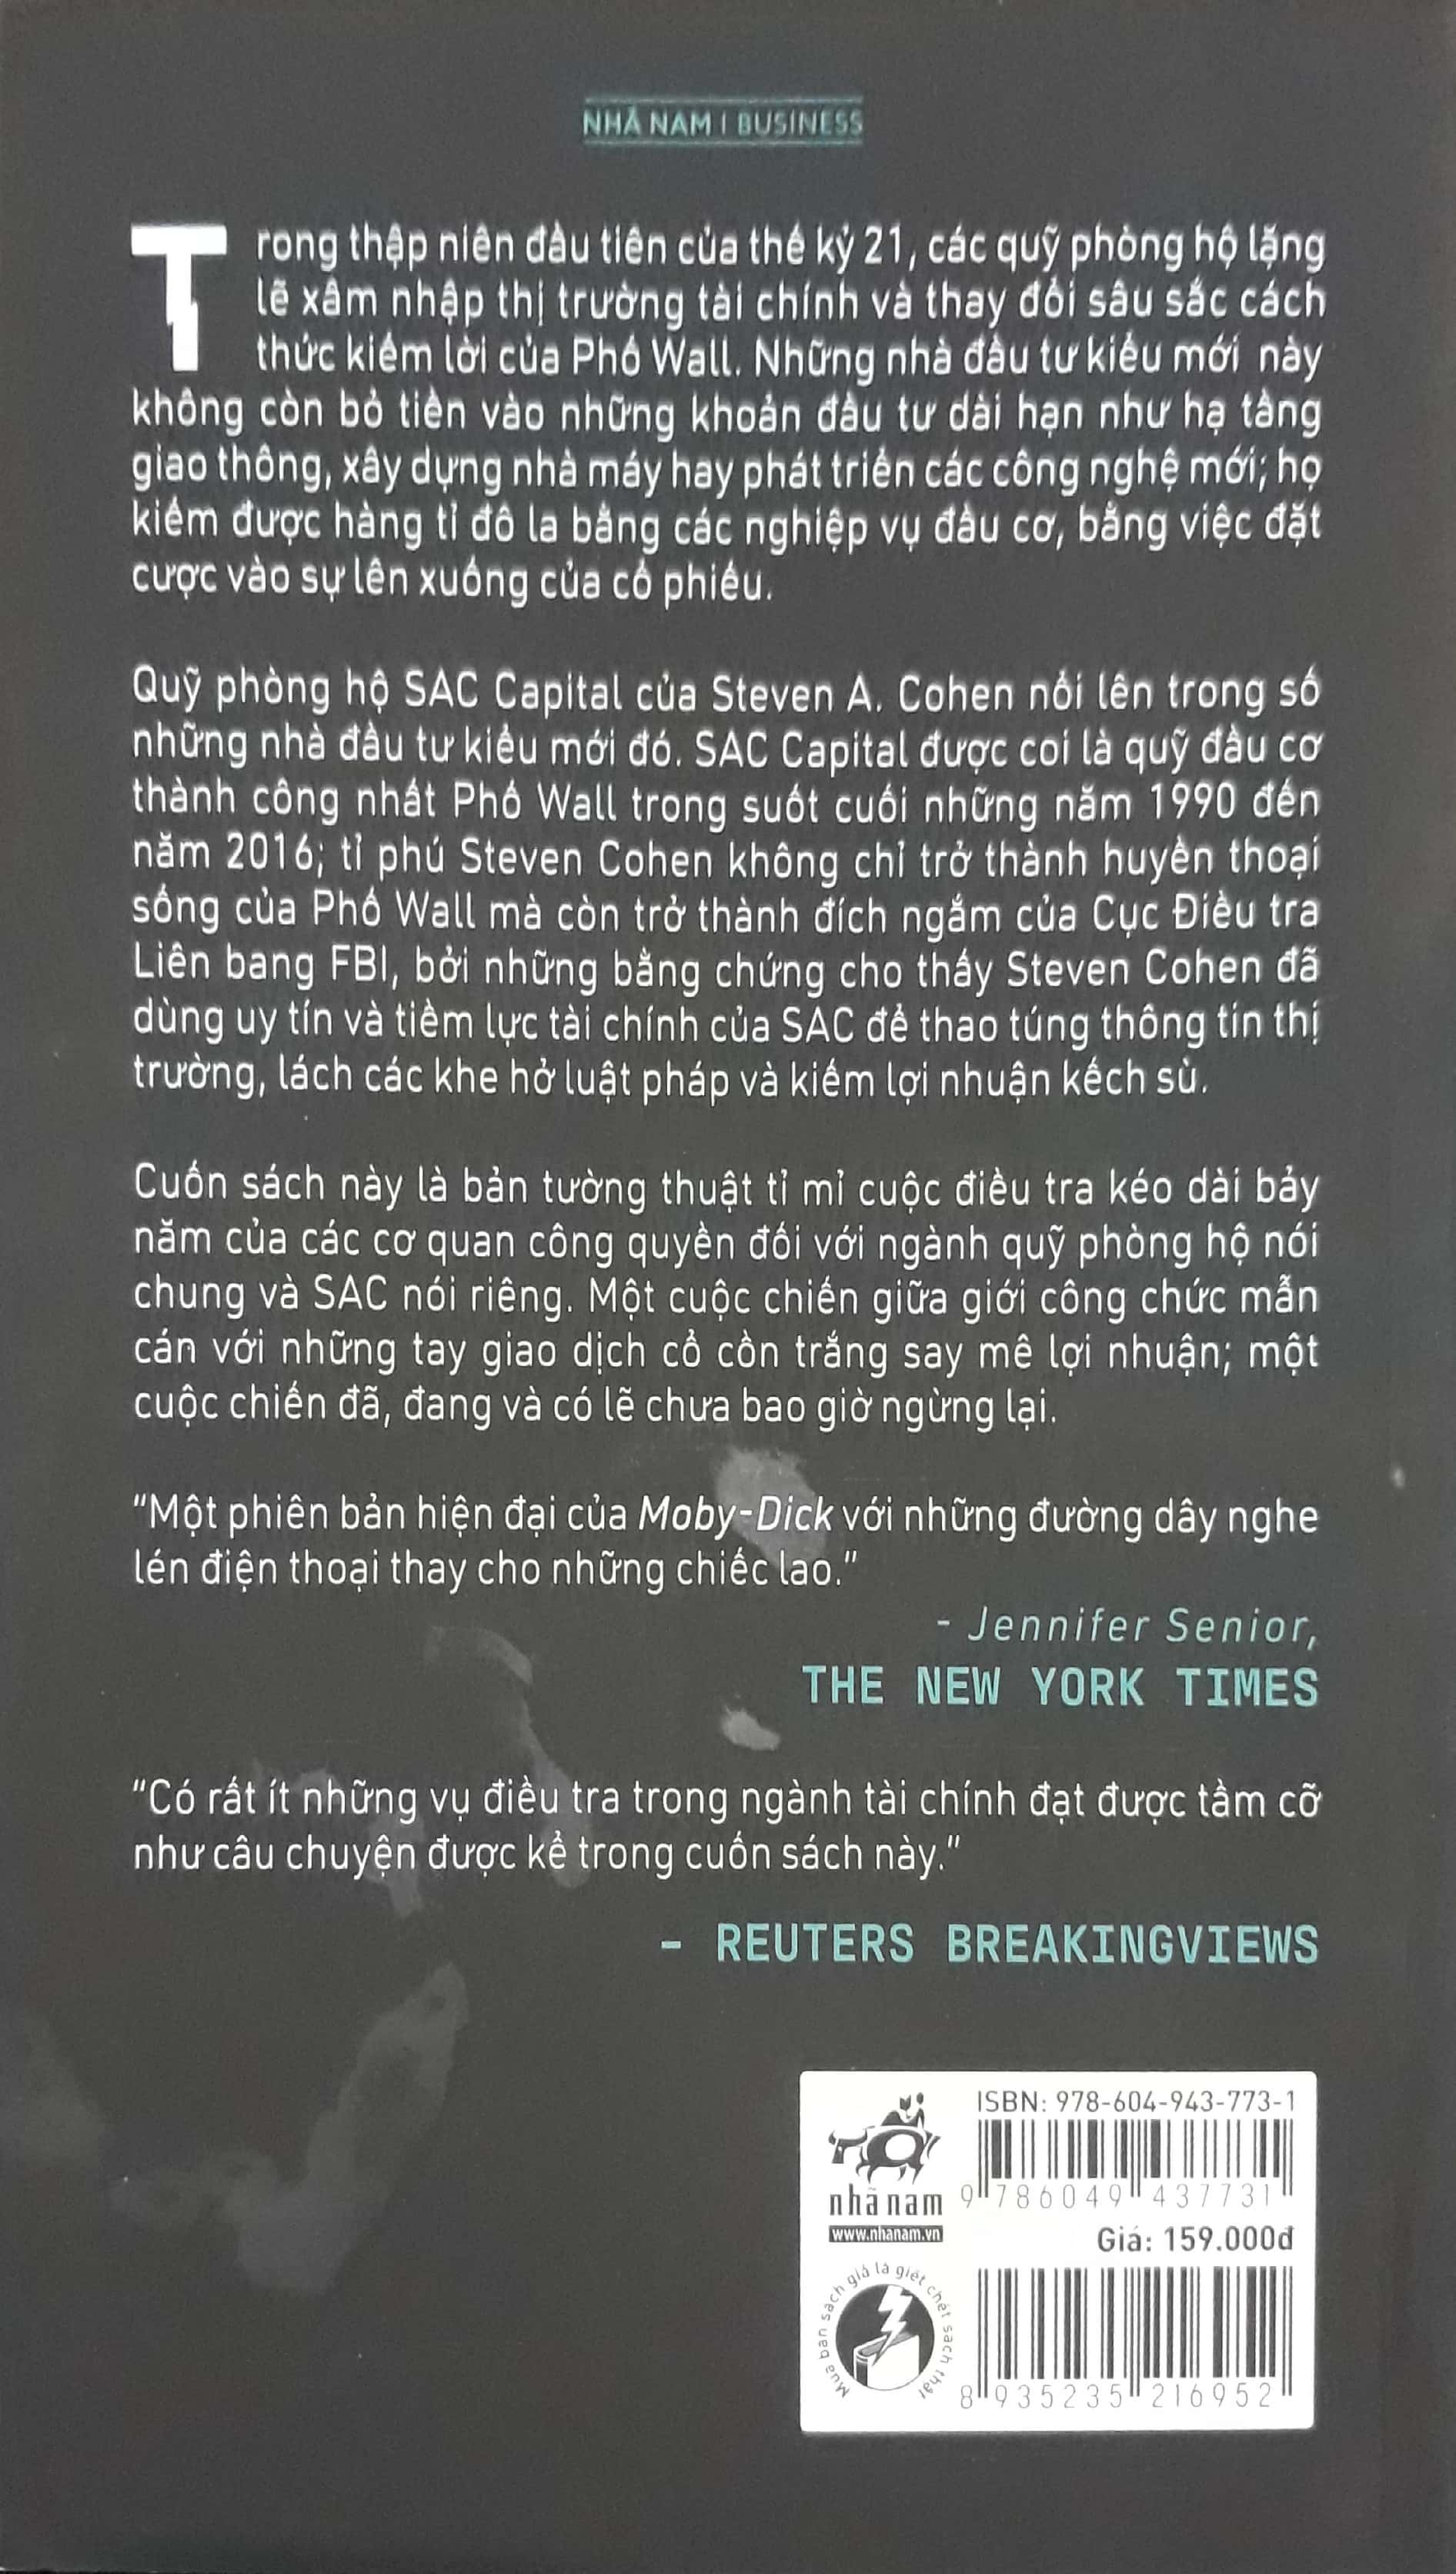 NHÃ NAM | BUSINESS
Trong thập niên đầu tiên của thế kỷ 21, các quỹ phòng hộ lặng
lẽ xâm nhập thị trường tài chính và thay đổi sâu sắc cách
thức kiếm lời của Phố Wall. Những nhà đầu tư kiểu mới này
không còn bỏ tiền vào những khoản đầu tư dài hạn như hạ tầng
giao thông, xây dựng nhà máy hay phát triển các công nghệ mới; họ
kiếm được hàng tỉ đô la bằng các nghiệp vụ đầu cơ, bằng việc đặt
cược vào sự lên xuống của cổ phiếu.
Quỹ phòng hộ SAC Capital của Steven A. Cohen nổi lên trong số
những nhà đầu tư kiểu mới đó. SAC Capital được coi là quỹ đầu cơ
thành công nhất Phố Wall trong suốt cuối những năm 1990 đến
năm 2016; tỉ phú Steven Cohen không chỉ trở thành huyền thoại
sống của Phố Wall mà còn trở thành đích ngắm của Cục Điều tra
Liên bang FBI, bởi những bằng chứng cho thấy Steven Cohen đã
dùng uy tín và tiềm lực tài chính của SAC để thao túng thông tin thị
trường, lách các khe hở luật pháp và kiếm lợi nhuận kếch sù.
Cuốn sách này là bản tường thuật tỉ mỉ cuộc điều tra kéo dài bảy
năm của các cơ quan công quyền đối với ngành quỹ phòng hộ nói
chung và SAC nói riêng. Một cuộc chiến giữa giới công chức mẫn
cán với những tay giao dịch cổ cồn trắng say mê lợi nhuận; một
cuộc chiến đã, đang và có lẽ chưa bao giờ ngừng lại.
“Một phiên bản hiện đại của Moby-Dick với những đường dây nghe
lén điện thoại thay cho những chiếc lao.”
- Jennifer Senior,
THE NEW YORK TIMES
“Có rất ít những vụ điều tra trong ngành tài chính đạt được tầm cỡ
như câu chuyện được kể trong cuốn sách này.”
- REUTERS BREAKINGVIEWS
ISBN: 978-604-943-773-1
9 786049 437731
nhã nam
www.nhanam.vn
Giá: 159.000đ
Mua bán sách giả là giết chết sách thật
8 935235 216952